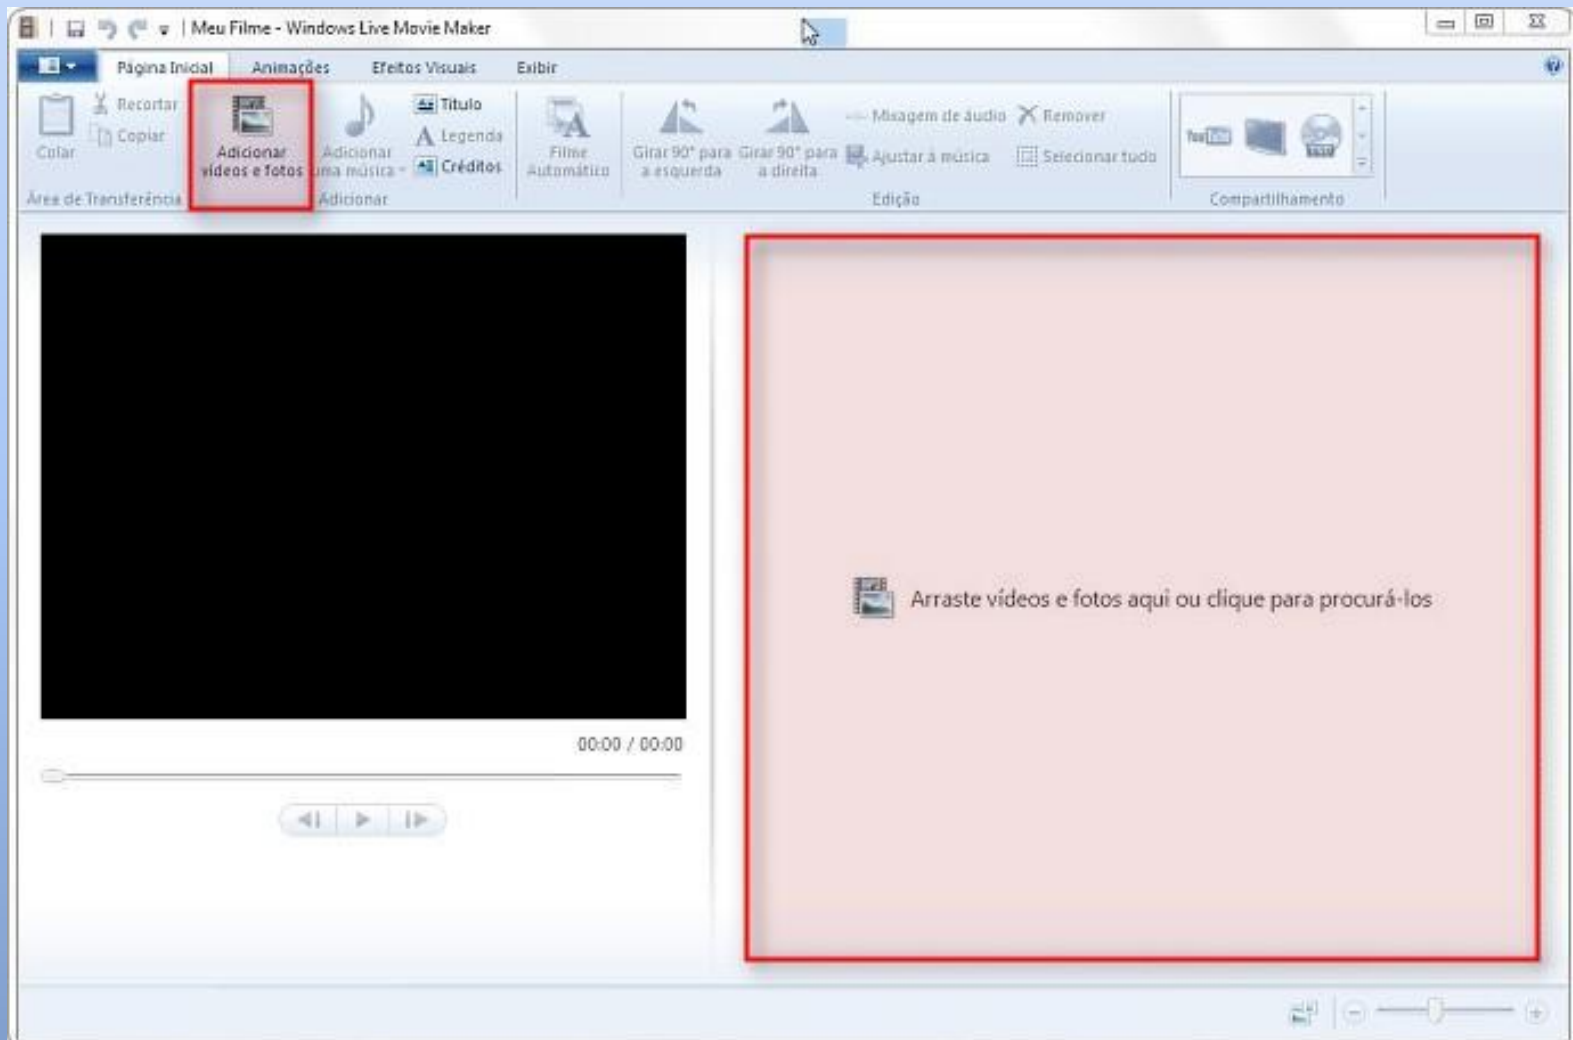 Meu Filme - Windows Live Movie Maker
Página Inicial Animações Efeitos Visuais Exibir
Colar
Recortar
Copiar
Área de Transferência
Adicionar
vídeos e fotos
Adicionar
uma música
Título
Legenda
Créditos
Adicionar
Filme
Automático
Girar 90° para
a esquerda
Girar 90° para
a direita
Mixagem de áudio
Ajustar à música
Remover
Selecionar tudo
Edição
YouTube
Compartilhamento
Arraste vídeos e fotos aqui ou clique para procurá-los
00:00 / 00:00